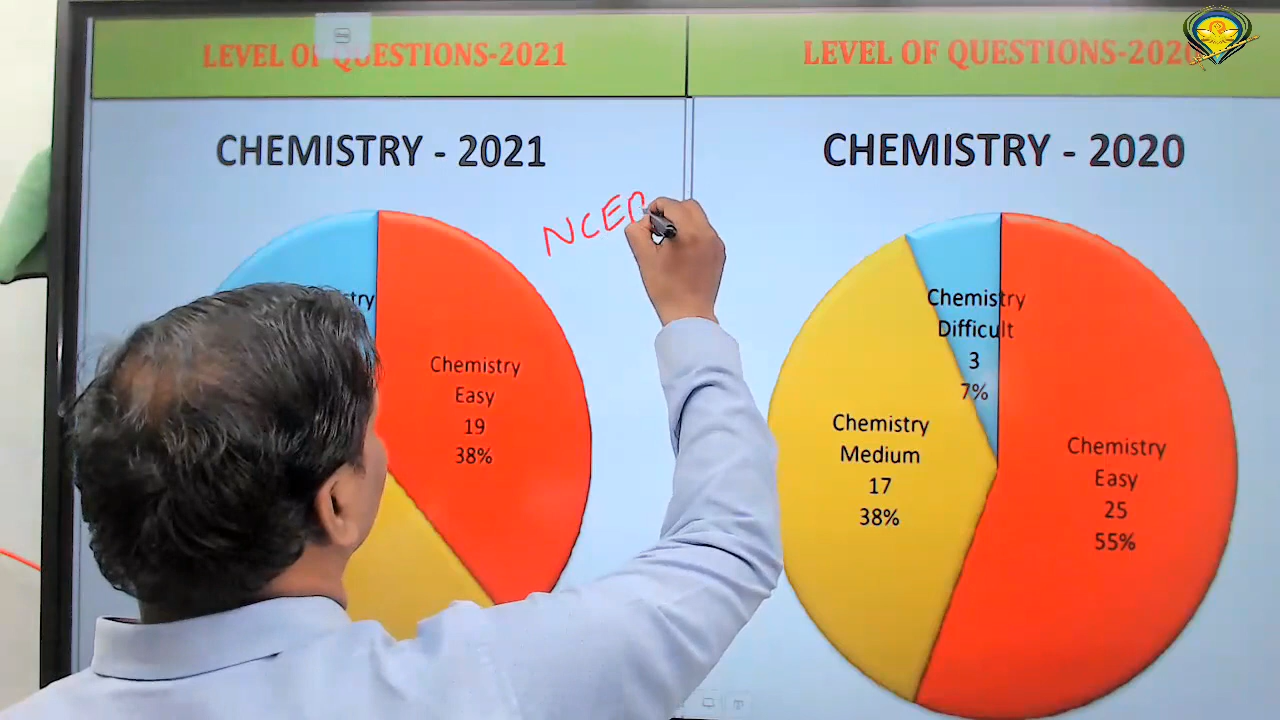 LEVEL OF QUESTIONS-2021
LEVEL OF QUESTIONS-2020
CHEMISTRY - 2021
CHEMISTRY - 2020
Chemistry
Easy
19
38%
Chemistry
Difficult
3
7%
Chemistry
Medium
17
38%
Chemistry
Easy
25
55%